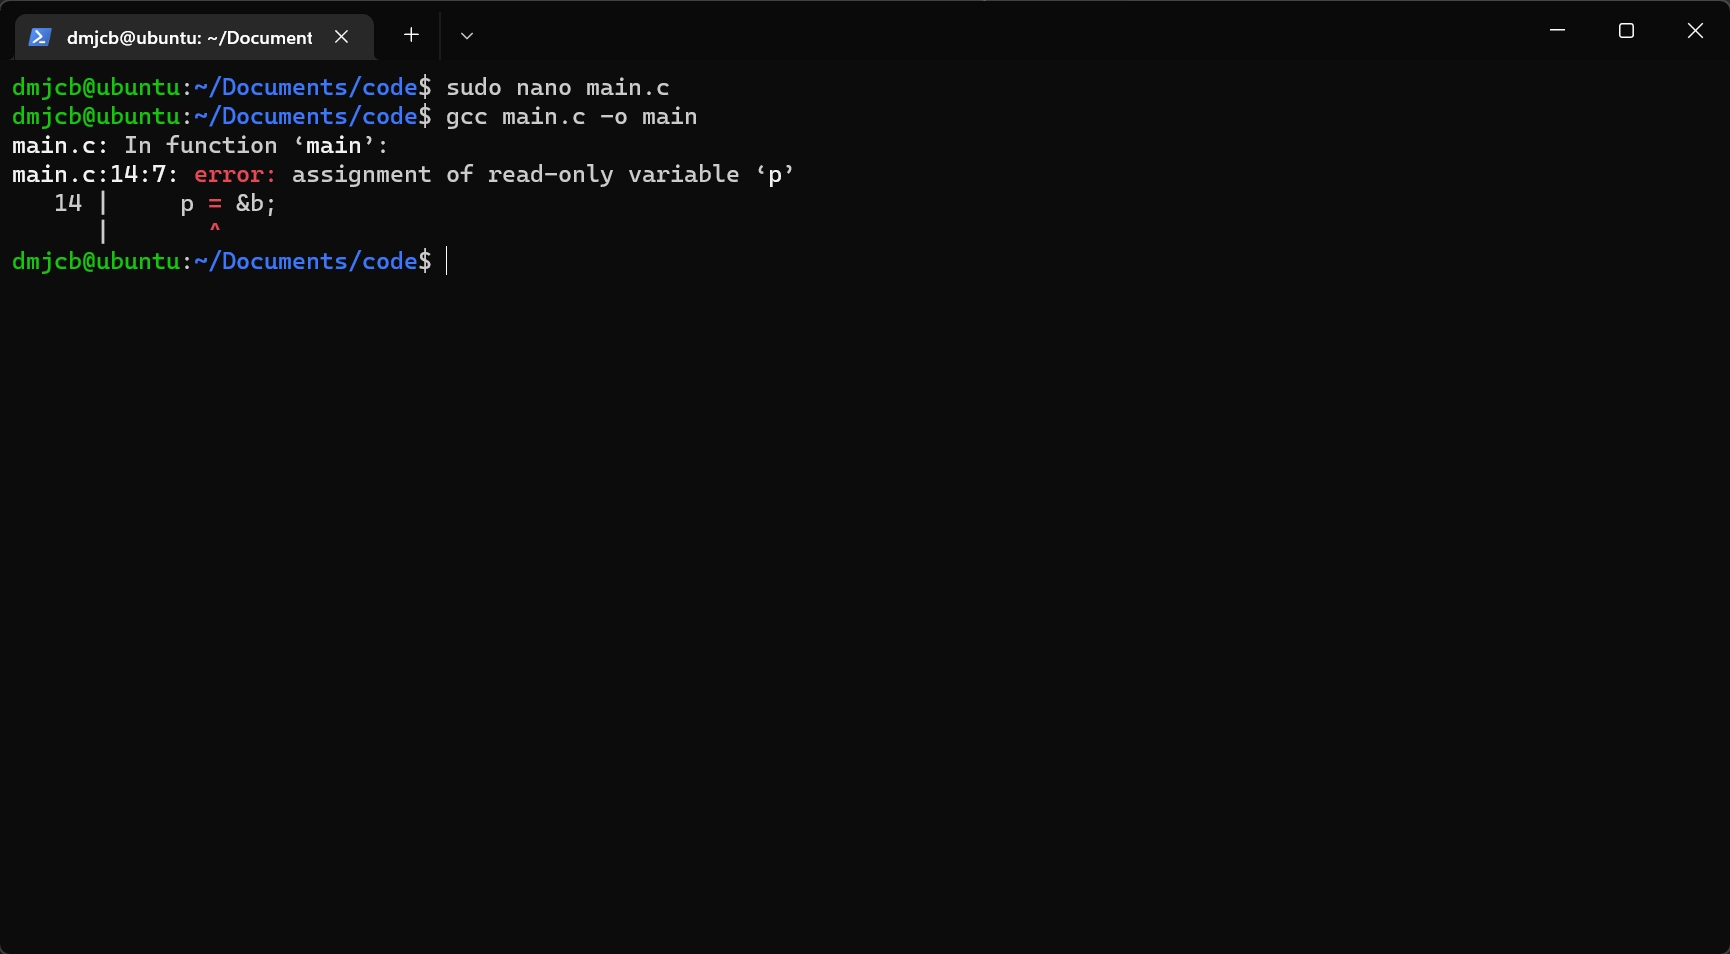 dmjcb@ubuntu: ~/Document
dmjcb@ubuntu:~/Documents/code$ sudo nano main.c
dmjcb@ubuntu:~/Documents/code$ gcc main.c -o main
main.c: In function ‘main’:
main.c:14:7: error: assignment of read-only variable ‘p’
   14 |     p = &b;
      |       ^
dmjcb@ubuntu:~/Documents/code$